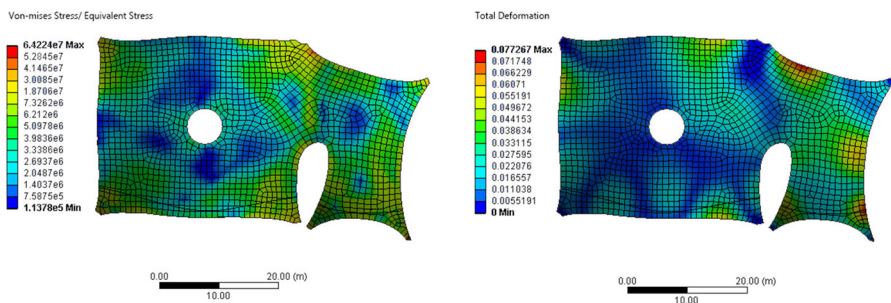 Von-mises Stress/ Equivalent Stress
6.4224e7 Max
5.2845e7
4.1465e7
3.0085e7
1.8706e7
7.3262e6
6.212e6
5.0978e6
3.9836e6
3.3386e6
2.6937e6
2.0487e6
1.4037e6
7.5875e5
1.1378e5 Min
0.00
20.00 (m)
10.00
Total Deformation
0.077267 Max
0.071748
0.066229
0.06071
0.055191
0.049672
0.044153
0.038634
0.033115
0.027595
0.022076
0.016557
0.011038
0.0055191
0 Min
0.00
20.00 (m)
10.00